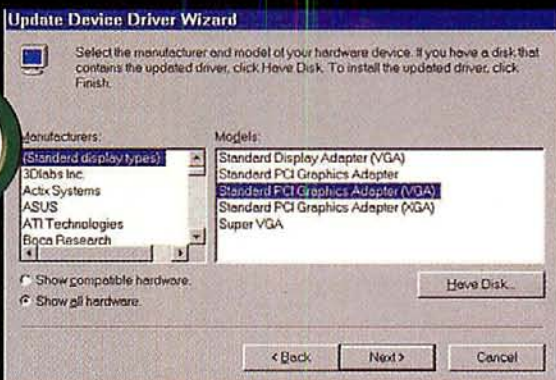 Update Device Driver Wizard
Select the manufacturer and model of your hardware device. If you have a disk that
contains the updated driver, click Have Disk. To install the updated driver, click
Finish.
Manufacturers:
(Standard display types)
3Dlabs Inc.
Actix Systems
ASUS
ATI Technologies
Boca Research
Models:
Standard Display Adapter (VGA)
Standard PCI Graphics Adapter
Standard PCI Graphics Adapter (VGA)
Standard PCI Graphics Adapter (XGA)
Super VGA
Show compatible hardware.
Show all hardware.
Have Disk...
< Back
Next >
Cancel